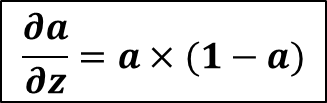 ∂a/∂z = a × (1 − a)